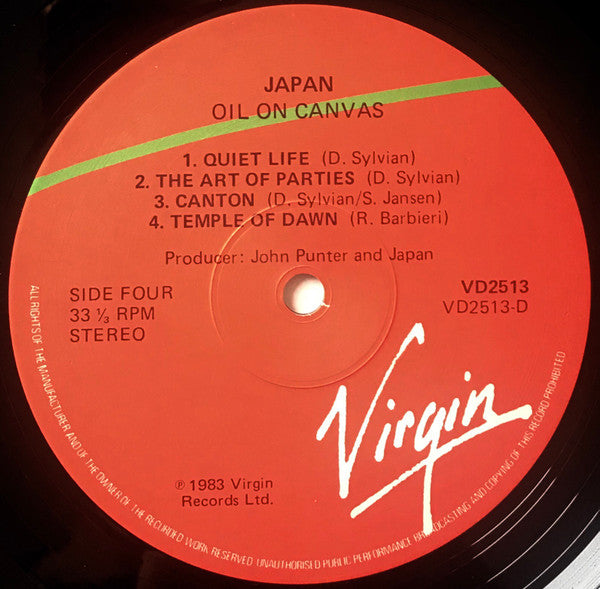 JAPAN
OIL ON CANVAS
1. QUIET LIFE (D. Sylvian)
2. THE ART OF PARTIES (D. Sylvian)
3. CANTON (D. Sylvian/S. Jansen)
4. TEMPLE OF DAWN (R. Barbieri)
Producer: John Punter and Japan
SIDE FOUR
33 ⅓ RPM
STEREO
VD2513
VD2513-D
Virgin
℗ 1983 Virgin
Records Ltd.
ALL RIGHTS OF THE MANUFACTURER AND OF THE OWNER OF THE RECORDED WORK RESERVED UNAUTHORISED PUBLIC PERFORMANCE BROADCASTING AND COPYING OF THIS RECORD PROHIBITED